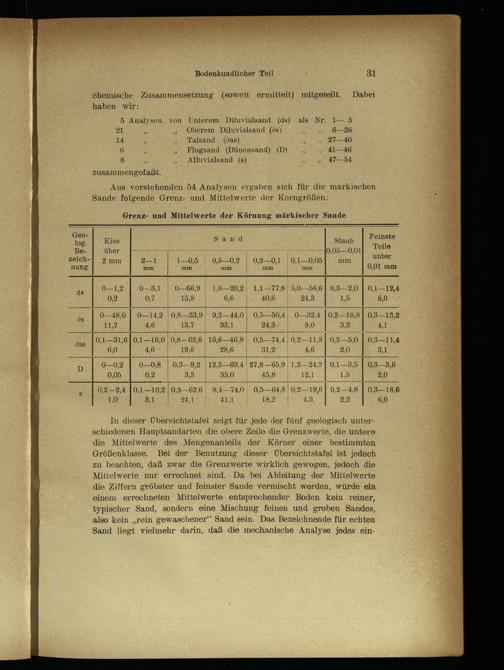 Bodenkundlicher Teil 31
chemische Zusammensetzung (soweit ermittelt) mitgeteilt. Dabei
haben wir:
5 Analysen von Unterem Diluvialsand (ds) als Nr. 1— 5
21 „ „ Oberem Diluvialsand (∂s) „ „ 6—26
14 „ „ Talsand (∂as) „ „ 27—40
6 „ „ Flugsand (Dünensand) (D) „ „ 41—46
8 „ „ Alluvialsand (s) „ „ 47—54
zusammengefaßt.
Aus vorstehenden 54 Analysen ergaben sich für die märkischen
Sande folgende Grenz- und Mittelwerte der Korngrößen:
Grenz- und Mittelwerte der Körnung märkischer Sande
Geolog. Bezeichnung | Kies über 2 mm | Sand | Staub 0,05—0,01 mm | Feinste Teile unter 0,01 mm
2—1 mm | 1—0,5 mm | 0,5—0,2 mm | 0,2—0,1 mm | 0,1—0,05 mm
ds 0—1,2 0—3,1 0—66,9 1,0—20,2 1,1—77,8 5,0—56,6 0,3—2,0 0,1—12,4
0,2 0,7 15,8 6,6 40,6 24,3 1,5 6,0
∂s 0—48,0 0—14,2 0,8—33,9 9,2—44,0 0,5—50,4 0—32,4 0,2—10,8 0,3—13,2
11,7 4,6 13,7 33,1 24,3 9,0 3,3 4,1
∂as 0,1—31,6 0,1—16,0 0,8—62,6 16,6—46,8 0,5—74,4 0,2—11,8 0,2—5,0 0,3—11,4
6,0 4,6 19,6 28,6 31,2 4,6 2,0 3,1
D 0—0,2 0—0,8 0,3—9,2 12,3—69,4 27,8—65,9 1,2—24,2 0,1—3,5 0,3—3,6
0,05 0,2 3,3 35,0 45,8 12,1 1,5 2,0
s 0,2—2,4 0,1—10,2 0,3—62,6 8,4—74,0 0,5—64,8 0,2—19,6 0,2—4,8 0,3—18,6
1,0 3,1 24,1 41,1 18,2 4,3 2,2 6,0
In dieser Übersichtstafel zeigt für jede der fünf geologisch unter-
schiedenen Hauptsandarten die obere Zeile die Grenzwerte, die untere
die Mittelwerte des Mengenanteils der Körner einer bestimmten
Größenklasse. Bei der Benutzung dieser Übersichtstafel ist jedoch
zu beachten, daß zwar die Grenzwerte wirklich gewogen, jedoch die
Mittelwerte nur errechnet sind. Da bei Ableitung der Mittelwerte
die Ziffern gröbster und feinster Sande vermischt werden, würde ein
einem errechneten Mittelwerte entsprechender Boden kein reiner,
typischer Sand, sondern eine Mischung feinen und groben Sandes,
also kein „rein gewaschener“ Sand sein. Das Bezeichnende für echten
Sand liegt vielmehr darin, daß die mechanische Analyse jedes ein-